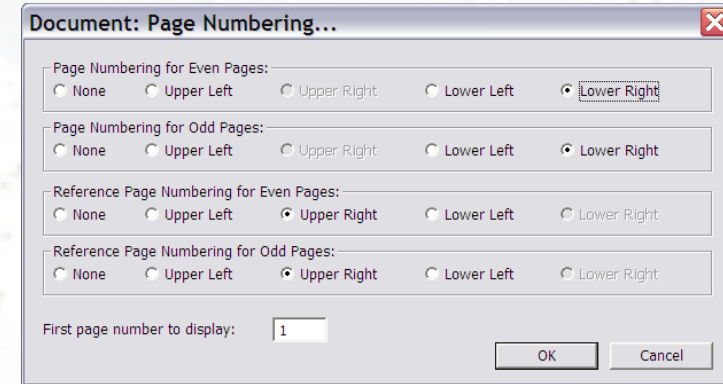 Document: Page Numbering...
Page Numbering for Even Pages:
None Upper Left Upper Right Lower Left Lower Right
Page Numbering for Odd Pages:
None Upper Left Upper Right Lower Left Lower Right
Reference Page Numbering for Even Pages:
None Upper Left Upper Right Lower Left Lower Right
Reference Page Numbering for Odd Pages:
None Upper Left Upper Right Lower Left Lower Right
First page number to display: 1
OK Cancel